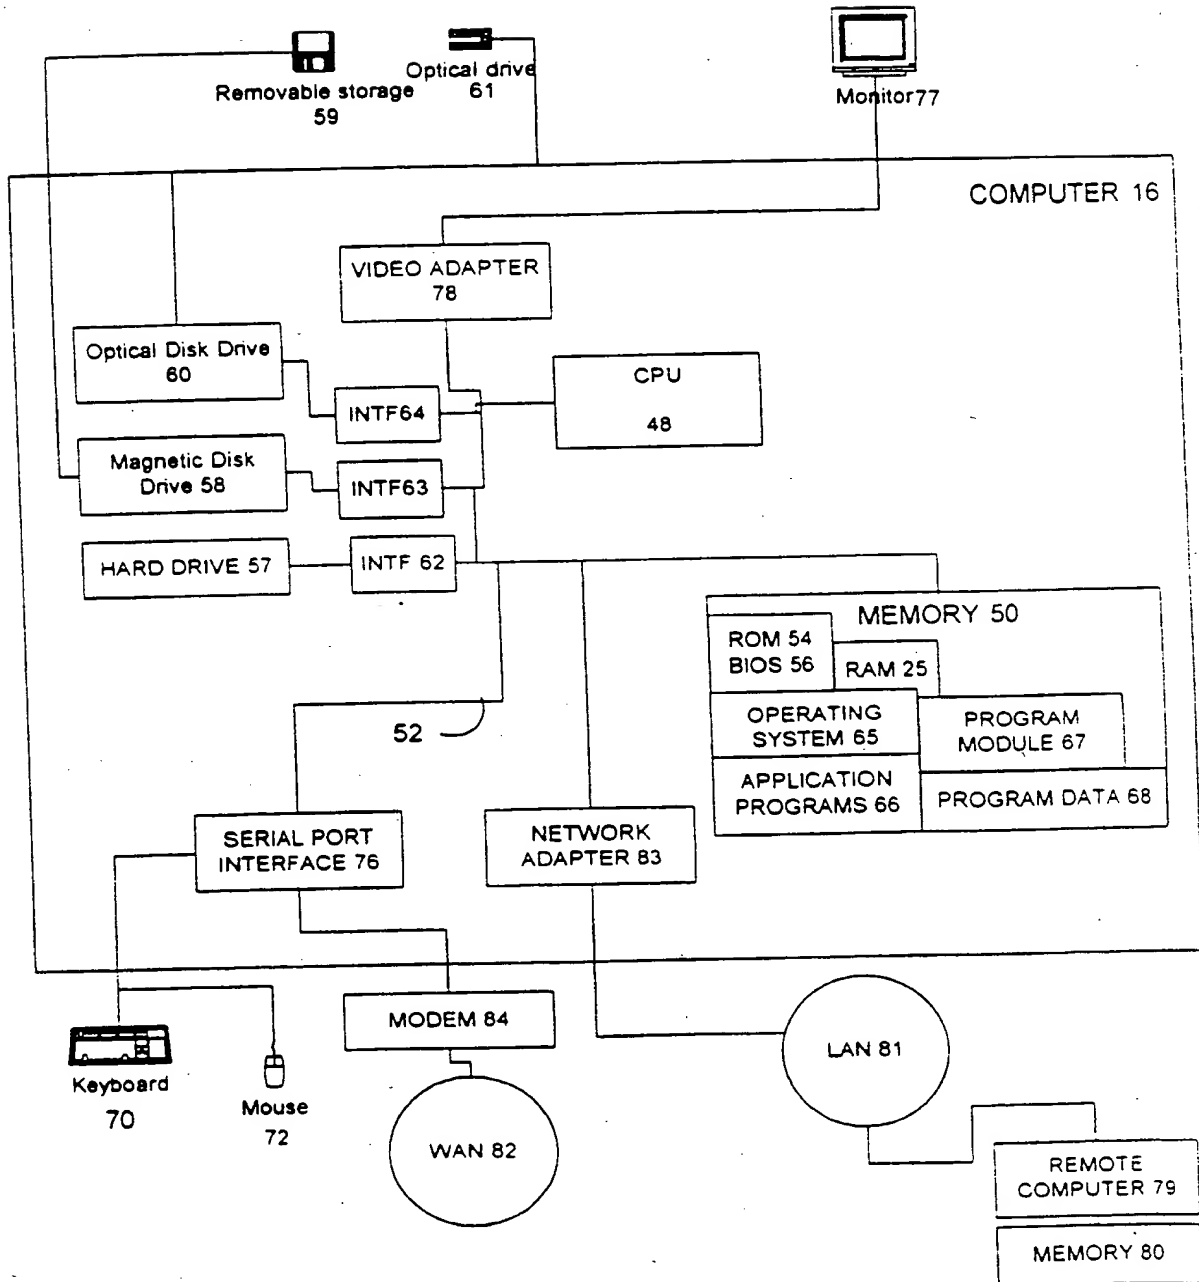 Removable storage
59
Optical drive
61
Monitor77
COMPUTER 16
VIDEO ADAPTER
78
Optical Disk Drive
60
CPU
48
INTF64
Magnetic Disk
Drive 58
INTF63
HARD DRIVE 57
INTF 62
MEMORY 50
ROM 54
BIOS 56
RAM 25
OPERATING
SYSTEM 65
PROGRAM
MODULE 67
APPLICATION
PROGRAMS 66
PROGRAM DATA 68
52
SERIAL PORT
INTERFACE 76
NETWORK
ADAPTER 83
MODEM 84
LAN 81
Keyboard
70
Mouse
72
WAN 82
REMOTE
COMPUTER 79
MEMORY 80